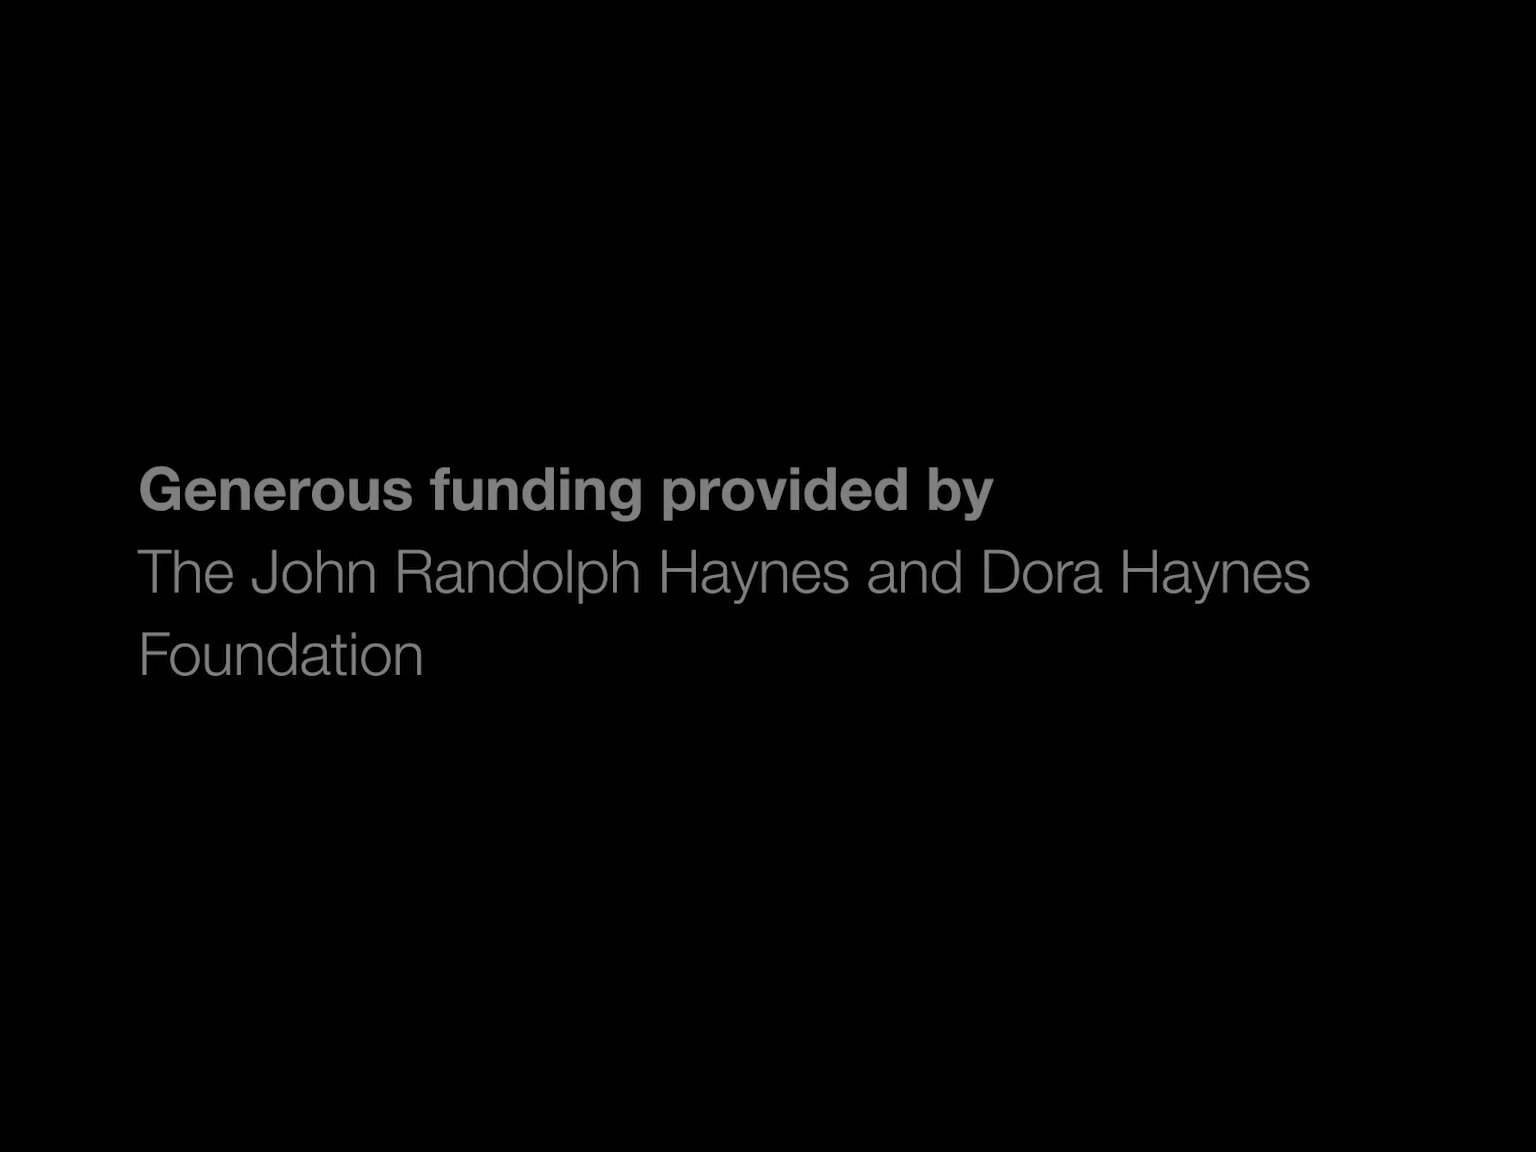 Generous funding provided by
The John Randolph Haynes and Dora Haynes
Foundation